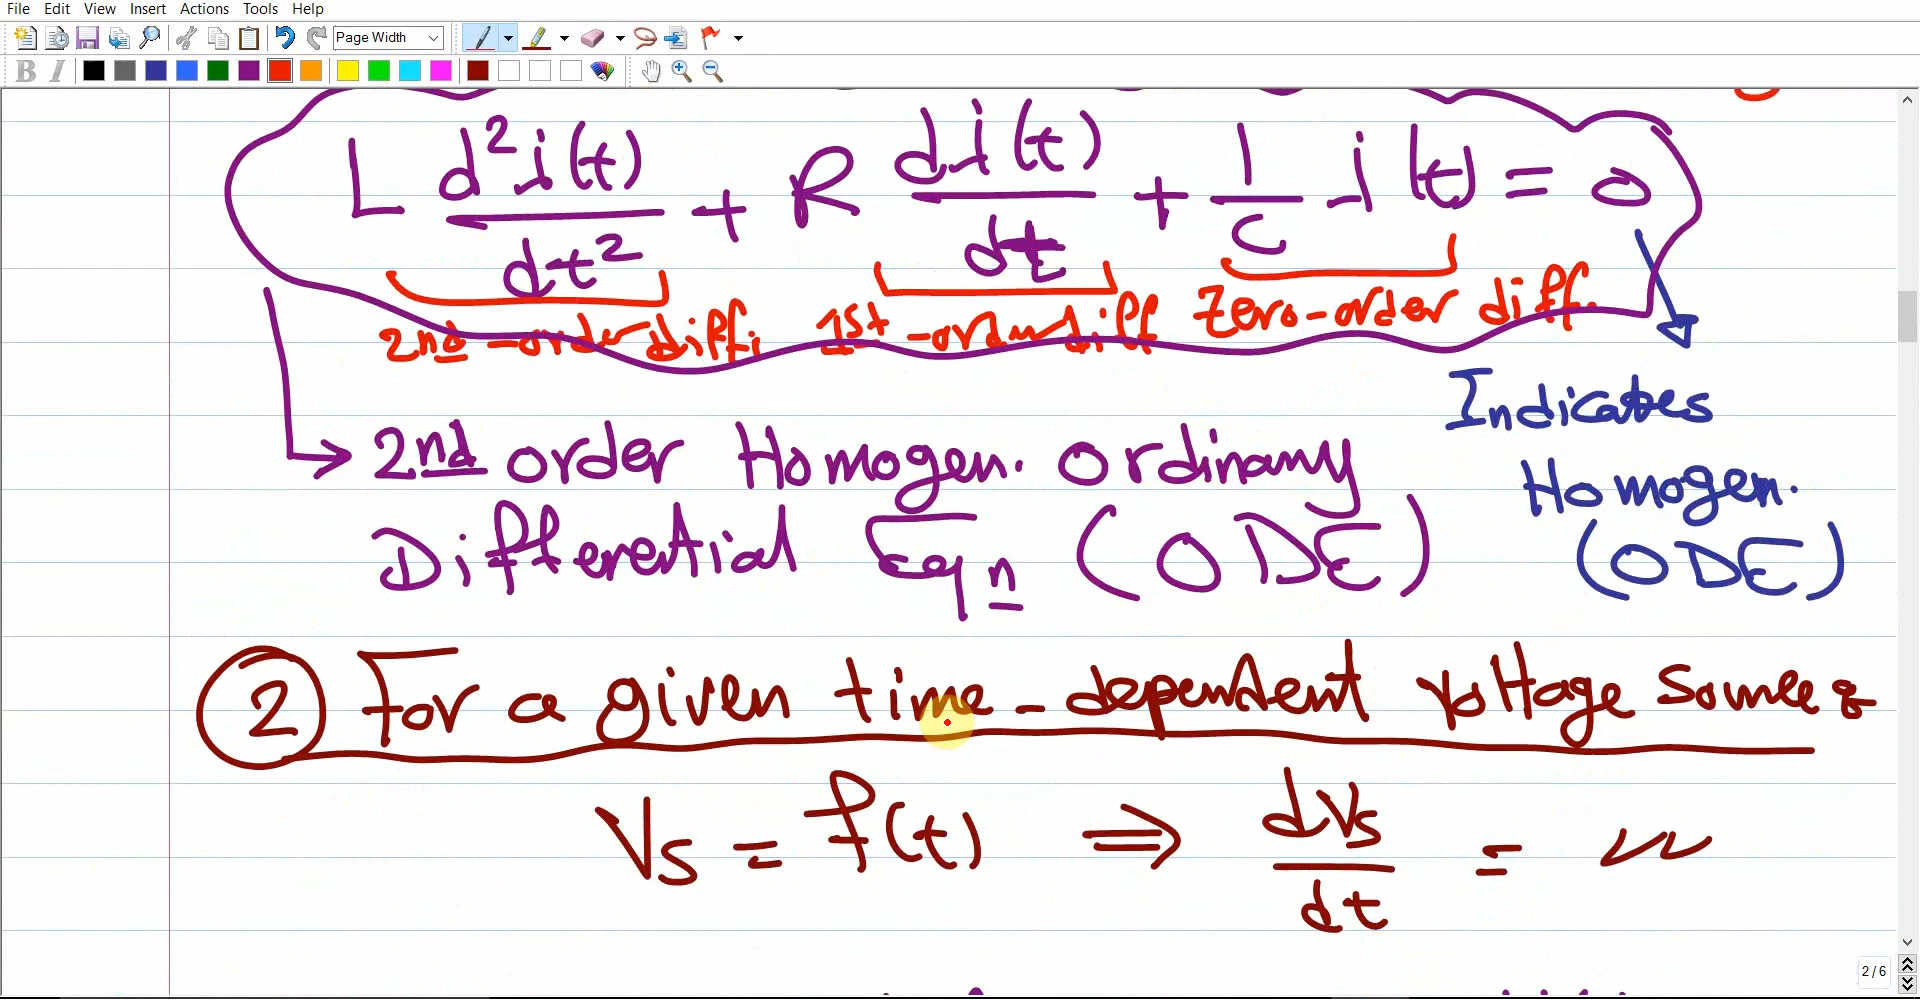 File Edit View Insert Actions Tools Help
Page Width
B I
L d²i(t)/dt² + R di(t)/dt + 1/C i(t) = 0
2nd-order diff. 1st-order diff Zero-order diff.
Indicates
Homogen.
(ODE)
2nd order Homogen. Ordinary
Differential Eqn (ODE)
② For a given time-dependent voltage source :
Vs = f(t) ⇒ dVs/dt =
2 / 6